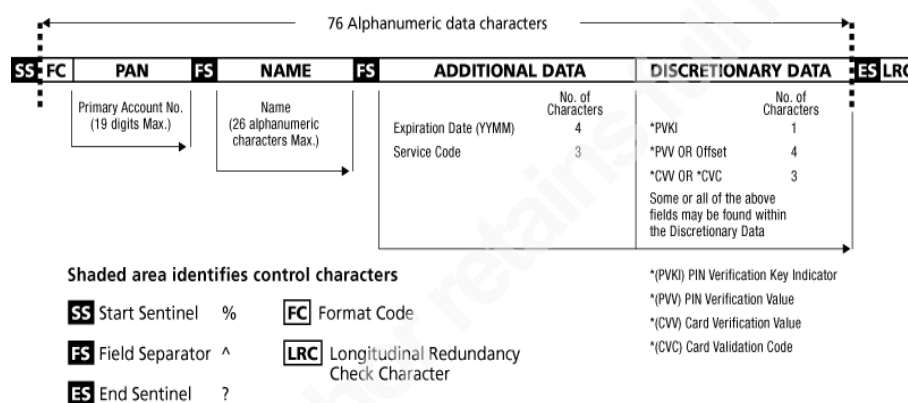 76 Alphanumeric data characters
SS FC PAN FS NAME FS ADDITIONAL DATA DISCRETIONARY DATA ES LRC
Primary Account No.
(19 digits Max.)
Name
(26 alphanumeric
characters Max.)
No. of
Characters
Expiration Date (YYMM) 4
Service Code 3
No. of
Characters
*PVKI 1
*PVV OR Offset 4
*CVV OR *CVC 3
Some or all of the above
fields may be found within
the Discretionary Data
Shaded area identifies control characters
SS Start Sentinel %
FC Format Code
FS Field Separator ^
LRC Longitudinal Redundancy
Check Character
ES End Sentinel ?
*(PVKI) PIN Verification Key Indicator
*(PVV) PIN Verification Value
*(CVV) Card Verification Value
*(CVC) Card Validation Code